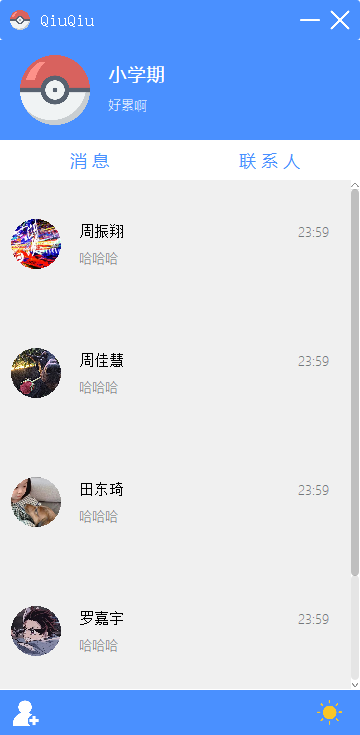 QiuQiu
小学期
好累啊
消 息
联 系 人
周振翔
23:59
哈哈哈
周佳慧
23:59
哈哈哈
田东琦
23:59
哈哈哈
罗嘉宇
23:59
哈哈哈